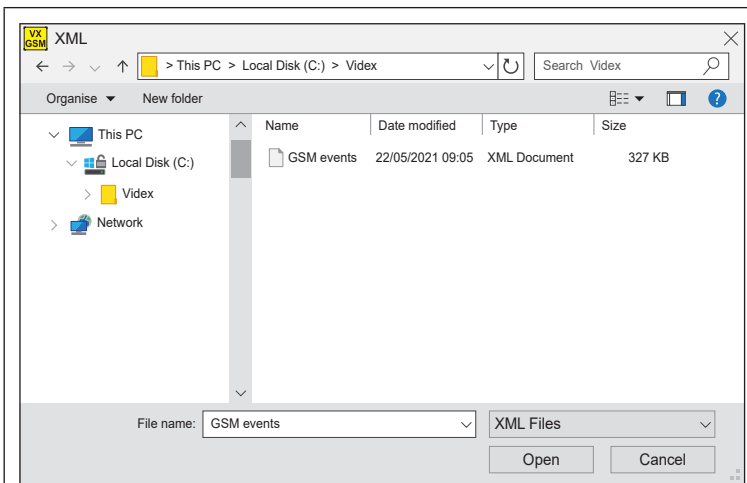 VX
GSM
XML
> This PC > Local Disk (C:) > Videx
Search Videx
Organise New folder
?
Name Date modified Type Size
This PC
Local Disk (C:)
Videx
Network
GSM events 22/05/2021 09:05 XML Document 327 KB
File name: GSM events XML Files
Open Cancel